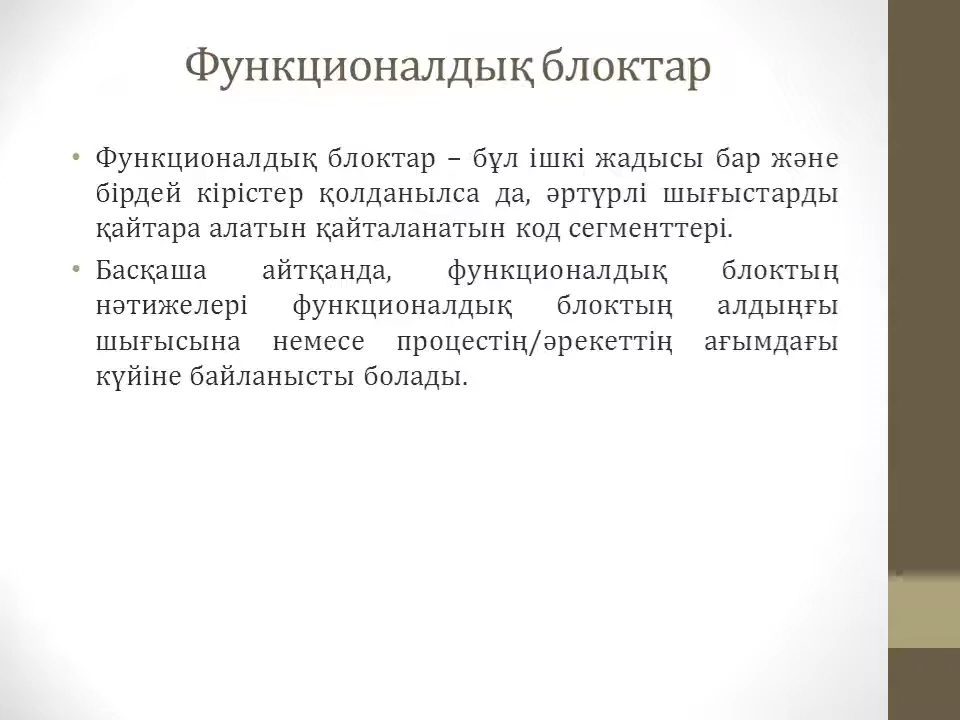 Функционалдық блоктар
• Функционалдық блоктар – бұл ішкі жадысы бар және
бірдей кірістер қолданылса да, әртүрлі шығыстарды
қайтара алатын қайталанатын код сегменттері.
• Басқаша айтқанда, функционалдық блоктың
нәтижелері функционалдық блоктың алдыңғы
шығысына немесе процестің/әрекеттің ағымдағы
күйіне байланысты болады.